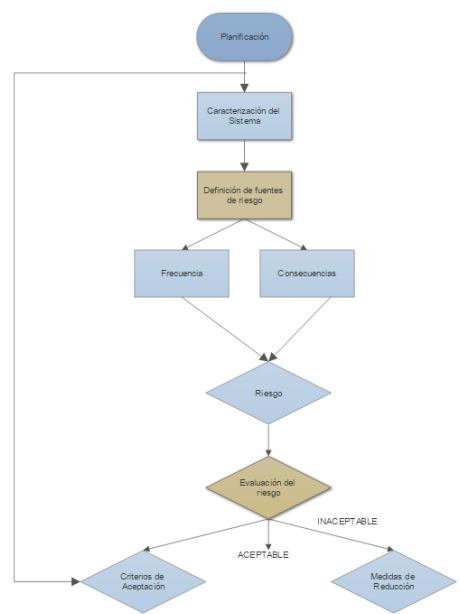 Planificación
Caracterización del
Sistema
Definición de fuentes
de riesgo
Frecuencia
Consecuencias
Riesgo
Evaluación del
riesgo
INACEPTABLE
ACEPTABLE
Criterios de
Aceptación
Medidas de
Reducción